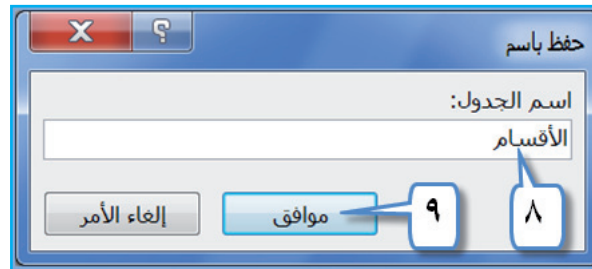 حفظ باسم
اسم الجدول:
الأقسام
٨
موافق
٩
إلغاء الأمر